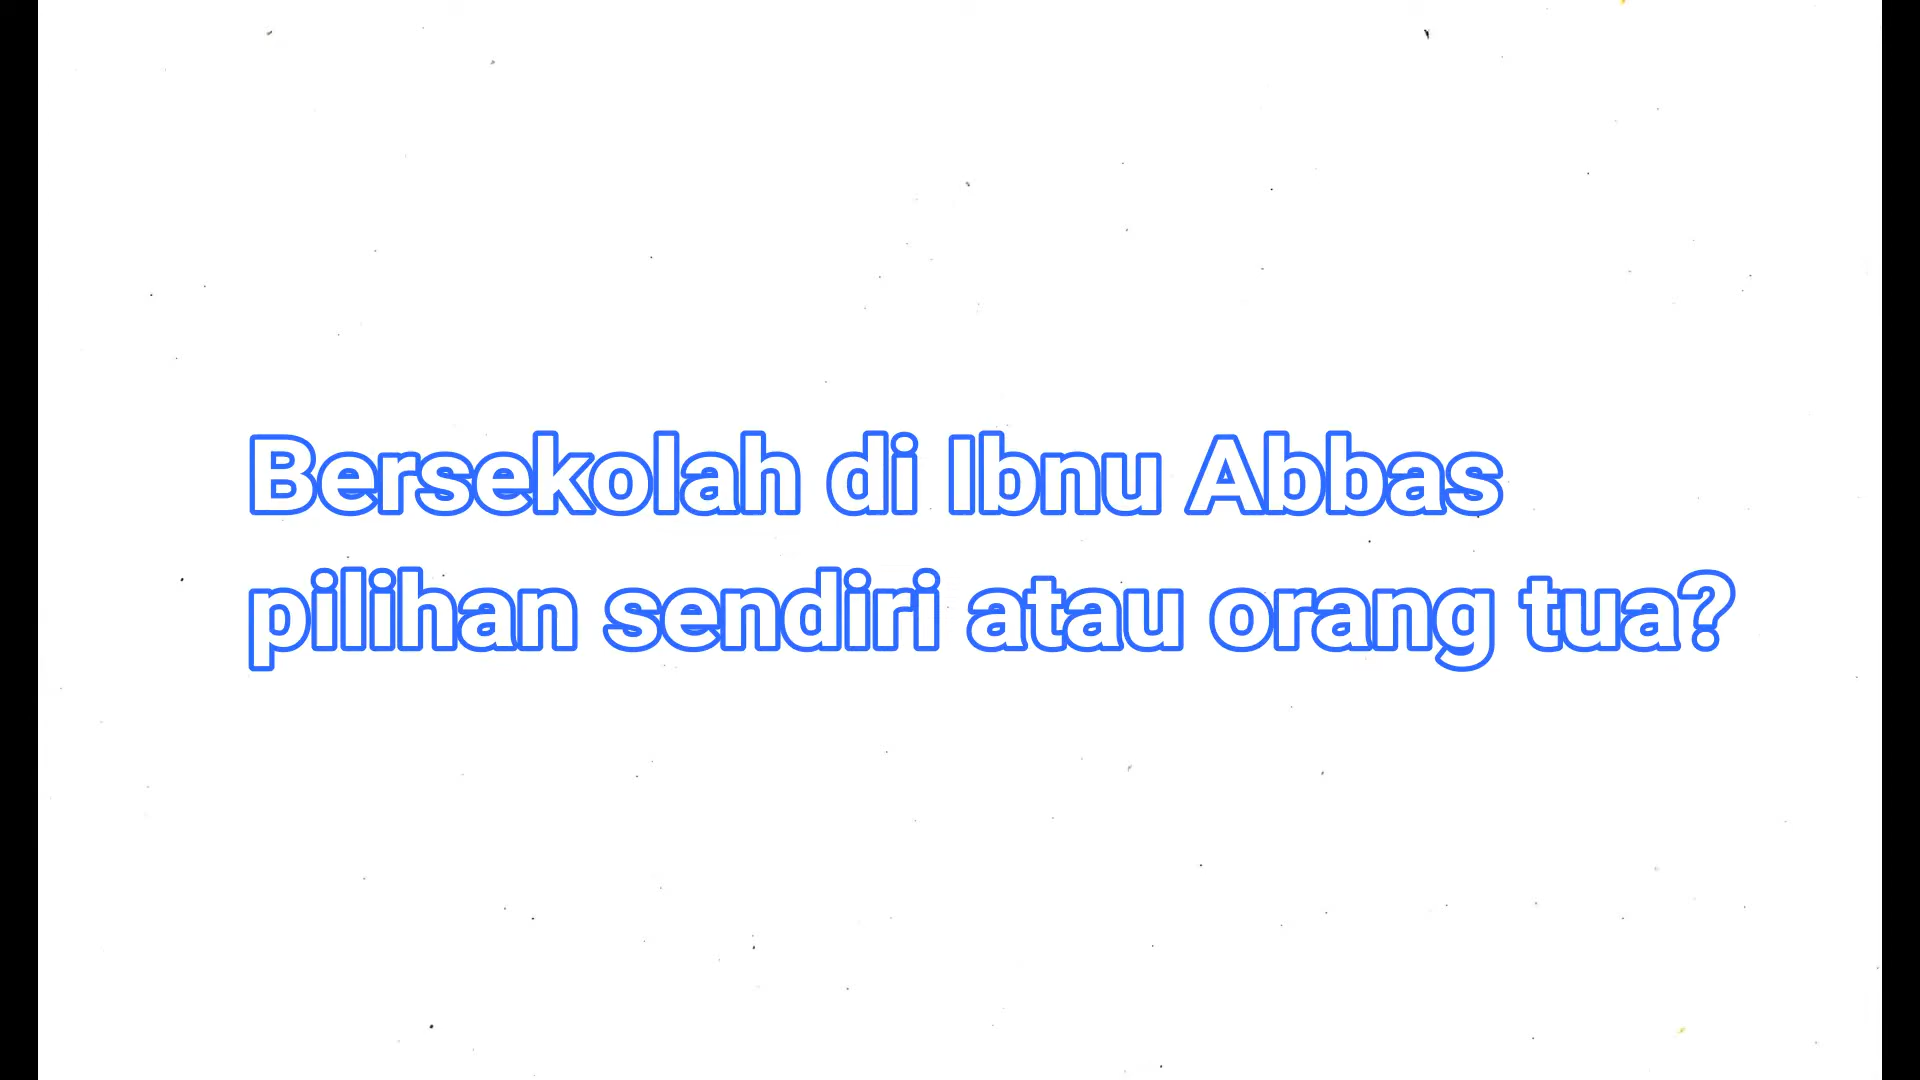 Bersekolah di Ibnu Abbas
pilihan sendiri atau orang tua?